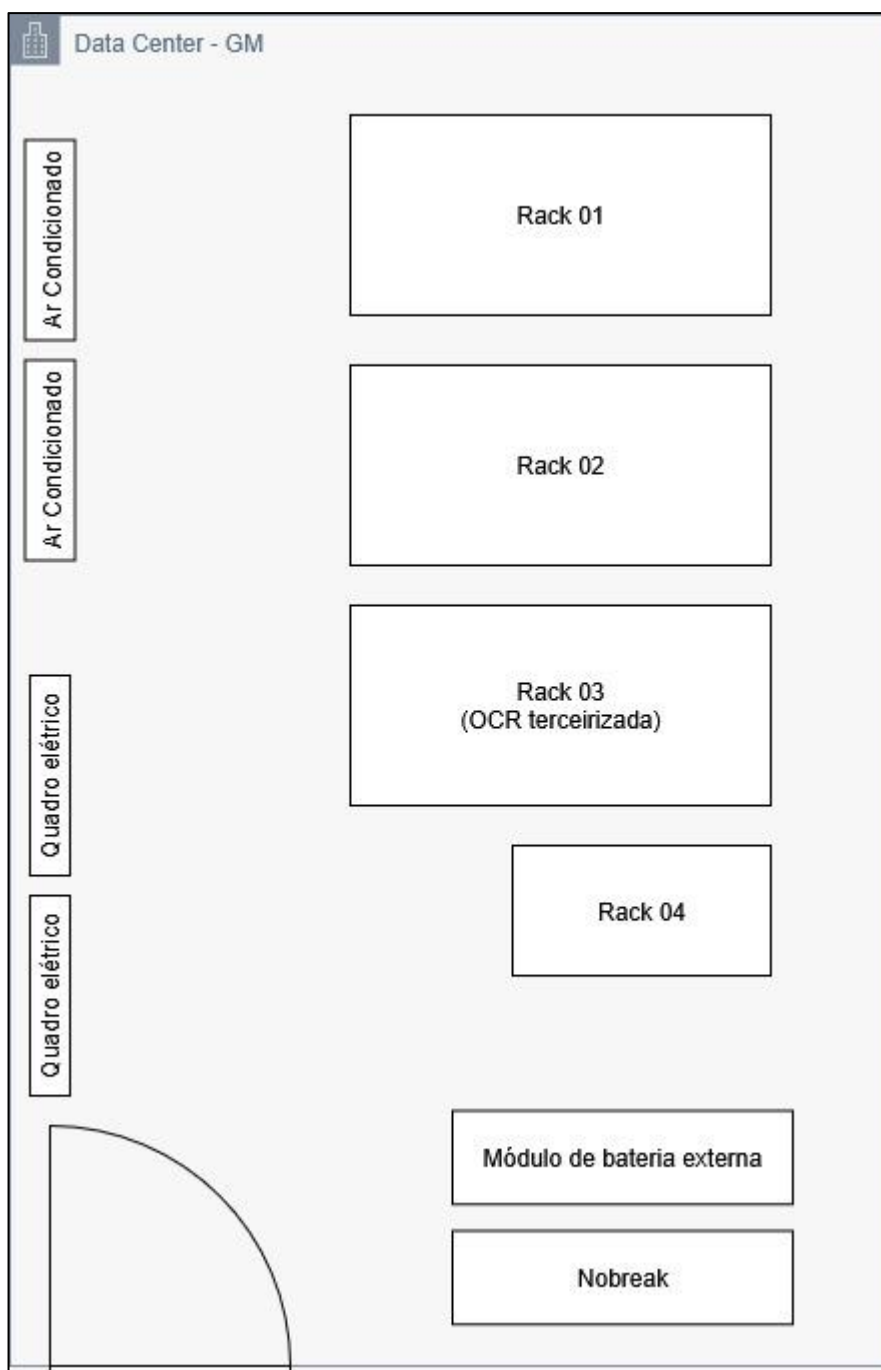 Data Center - GM
Ar Condicionado
Rack 01
Ar Condicionado
Rack 02
Rack 03
(OCR terceirizada)
Quadro elétrico
Rack 04
Quadro elétrico
Módulo de bateria externa
Nobreak